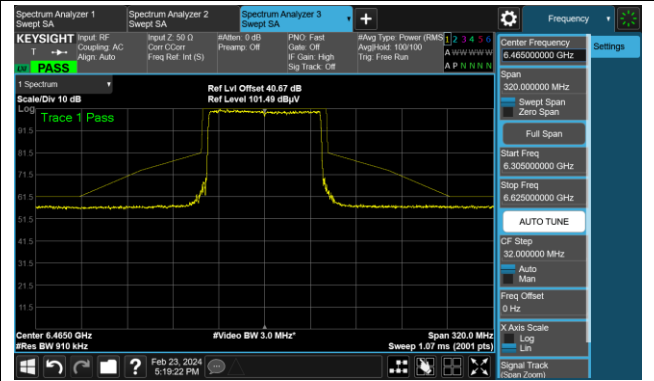 Spectrum Analyzer 1
Swept SA
Spectrum Analyzer 2
Swept SA
Spectrum Analyzer 3
Swept SA
Frequency
KEYSIGHT
Input: RF
Coupling: AC
Align: Auto
Input Z: 50 Ω
Corr CCorr
Freq Ref: Int (S)
#Atten: 0 dB
Preamp: Off
PNO: Fast
Gate: Off
IF Gain: High
Sig Track: Off
#Avg Type: Power (RMS
Avg|Hold: 100/100
Trig: Free Run
1 2 3 4 5 6
A W W W W W
A P N N N N
T
LXI
PASS
1 Spectrum
Scale/Div 10 dB
Ref Lvl Offset 40.67 dB
Ref Level 101.49 dBµV
Log
Trace 1 Pass
91.5
81.5
71.5
61.5
51.5
41.5
31.5
21.5
11.5
Center 6.4650 GHz
#Video BW 3.0 MHz*
Span 320.0 MHz
#Res BW 910 kHz
Sweep 1.07 ms (2001 pts)
Feb 23, 2024
5:19:22 PM
?
Center Frequency
6.465000000 GHz
Settings
Span
320.000000 MHz
Swept Span
Zero Span
Full Span
Start Freq
6.305000000 GHz
Stop Freq
6.625000000 GHz
AUTO TUNE
CF Step
32.000000 MHz
Auto
Man
Freq Offset
0 Hz
X Axis Scale
Log
Lin
Signal Track
(Span Zoom)